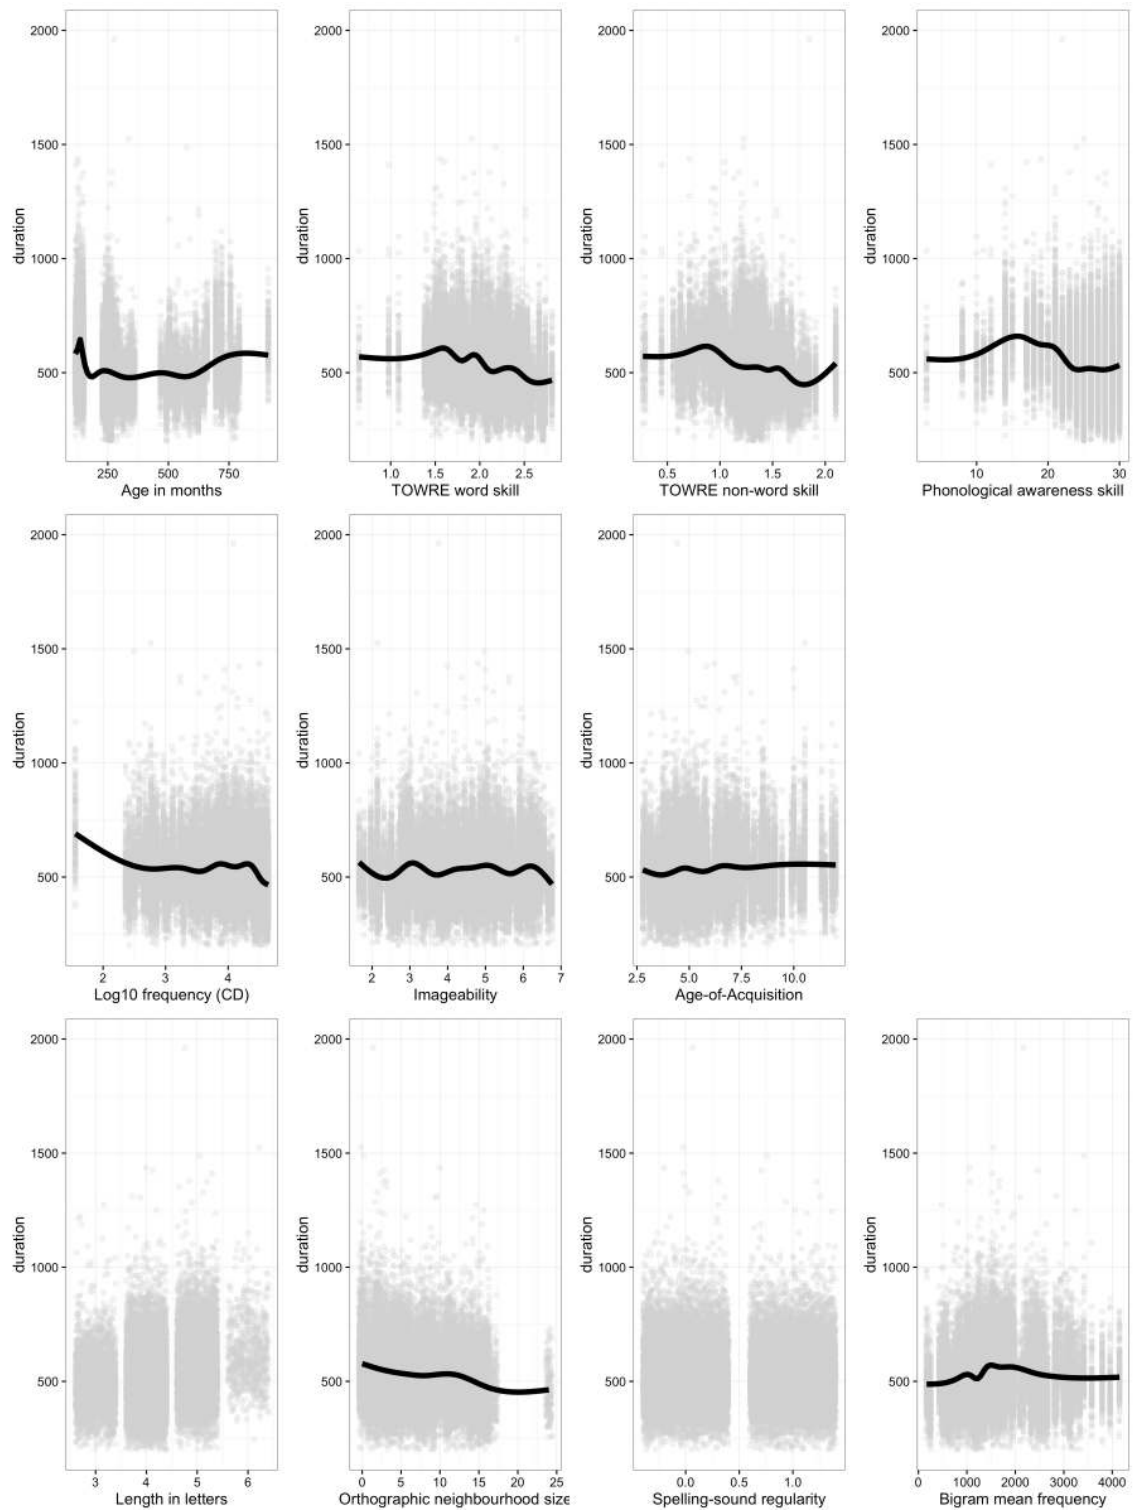 2000
1500
1000
500
duration
250 500 750
Age in months
2000
1500
1000
500
duration
1.0 1.5 2.0 2.5
TOWRE word skill
2000
1500
1000
500
duration
0.5 1.0 1.5 2.0
TOWRE non-word skill
2000
1500
1000
500
duration
10 20 30
Phonological awareness skill
2000
1500
1000
500
duration
2 3 4
Log10 frequency (CD)
2000
1500
1000
500
duration
2 3 4 5 6 7
Imageability
2000
1500
1000
500
duration
2.5 5.0 7.5 10.0
Age-of-Acquisition
2000
1500
1000
500
duration
3 4 5 6
Length in letters
2000
1500
1000
500
duration
0 5 10 15 20 25
Orthographic neighbourhood size
2000
1500
1000
500
duration
0.0 0.5 1.0
Spelling-sound regularity
2000
1500
1000
500
duration
0 1000 2000 3000 4000
Bigram mean frequency